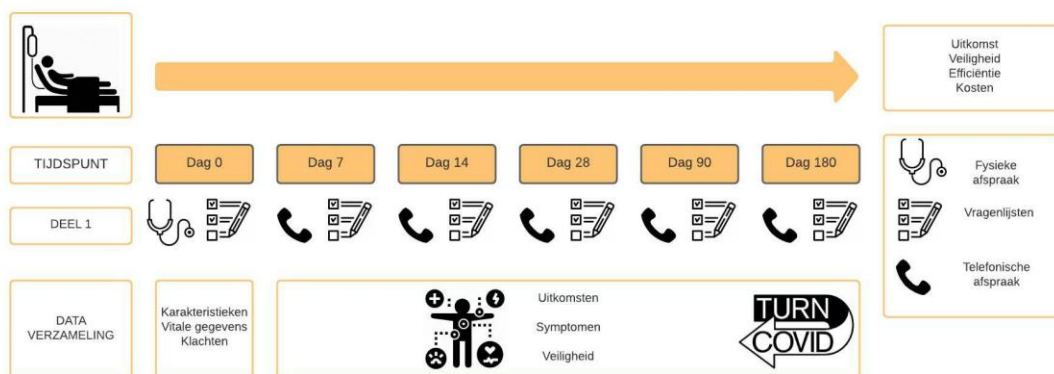 Uitkomst
Veiligheid
Efficiëntie
Kosten
TIJDSPUNT
Dag 0
Dag 7
Dag 14
Dag 28
Dag 90
Dag 180
DEEL 1
Fysieke
afspraak
Vragenlijsten
Telefonische
afspraak
DATA
VERZAMELING
Karakteristieken
Vitale gegevens
Klachten
Uitkomsten
Symptomen
Veiligheid
TURN
COVID